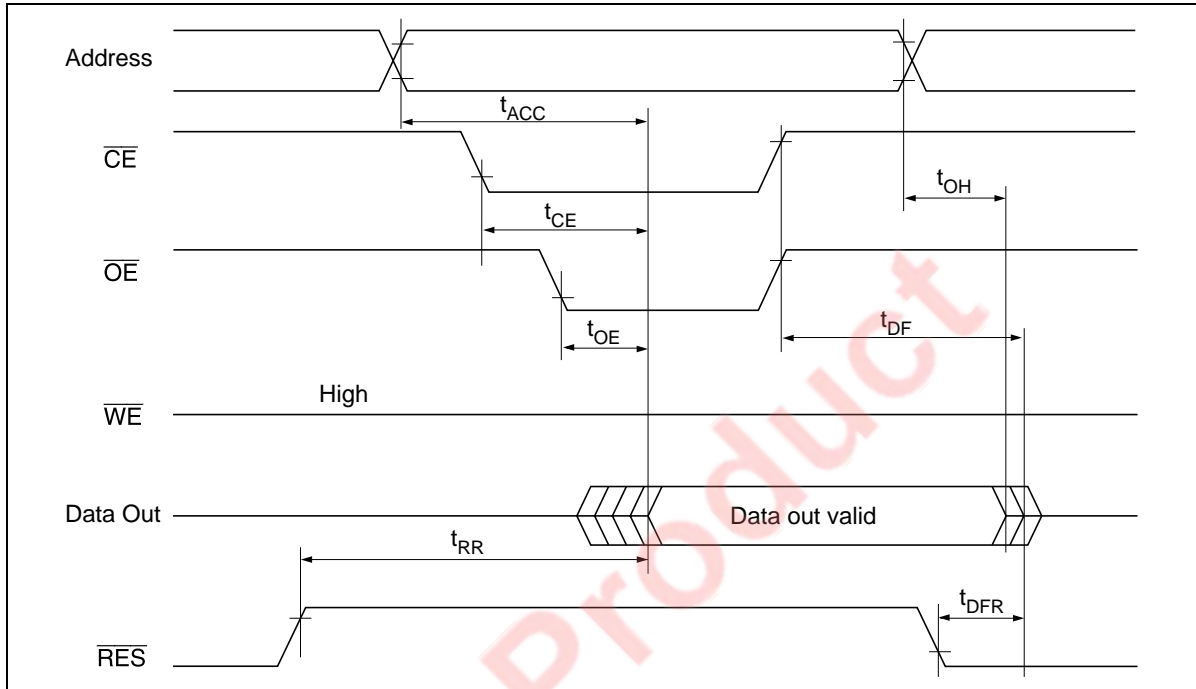 Address
tACC
CE
tOH
tCE
OE
tDF
tOE
High
WE
Data Out
Data out valid
tRR
tDFR
RES
Product